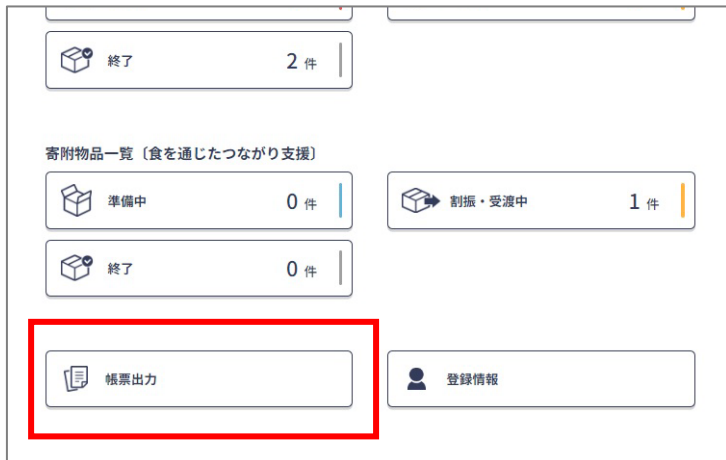 終了 2 件
寄附物品一覧〔食を通じたつながり支援〕
準備中 0 件
割振・受渡中 1 件
終了 0 件
帳票出力
登録情報